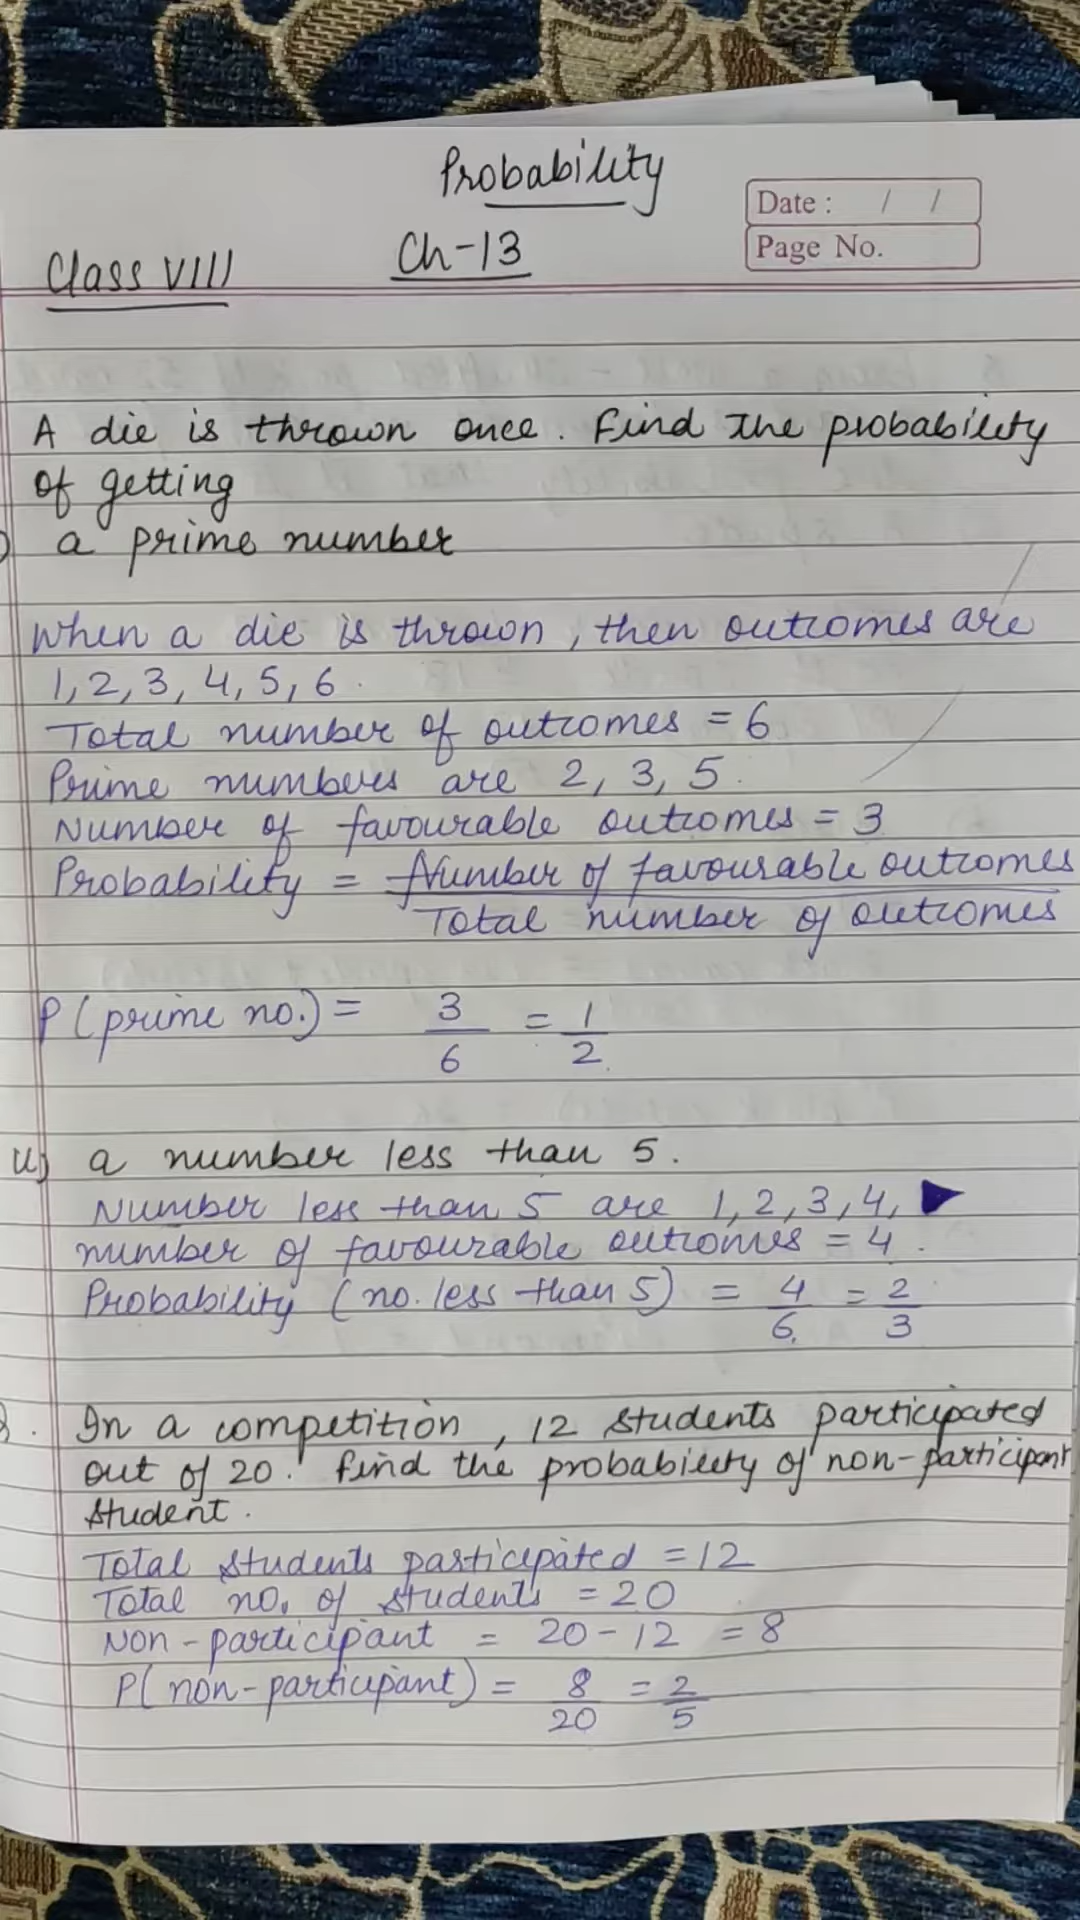 Probability
Date : / /
Page No.
Class VIII
Ch-13
A die is thrown once. Find the probability
of getting
a prime number
When a die is thrown, then outcomes are
1, 2, 3, 4, 5, 6.
Total number of outcomes = 6
Prime numbers are 2, 3, 5.
Number of favourable outcomes = 3
Probability = Number of favourable outcomes
Total number of outcomes
P(prime no.) = 3/6 = 1/2
ii) a number less than 5.
Number less than 5 are 1, 2, 3, 4,
number of favourable outcomes = 4.
Probability (no. less than 5) = 4/6 = 2/3
In a competition, 12 students participated
out of 20. find the probability of non-participant
student.
Total students participated = 12
Total no. of students = 20
Non-participant = 20-12 = 8
P(non-participant) = 8/20 = 2/5